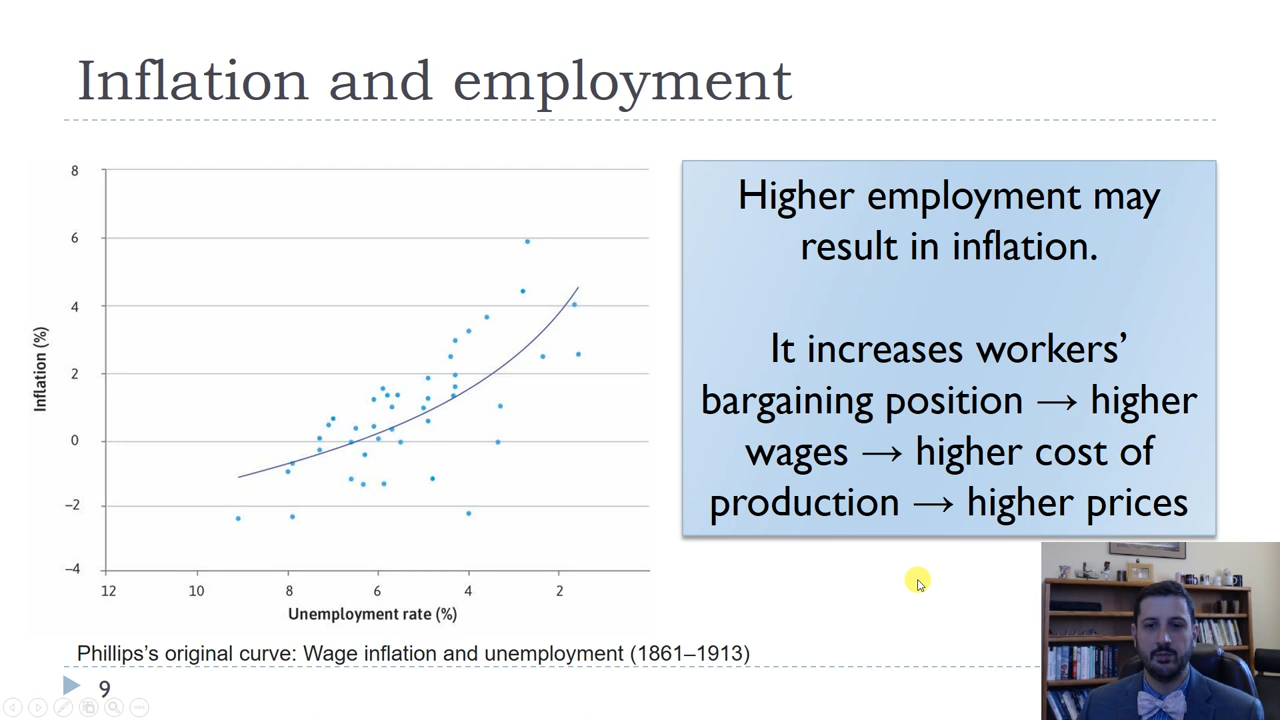 Inflation and employment
8
6
4
2
0
−2
−4
Inflation (%)
12 10 8 6 4 2
Unemployment rate (%)
Higher employment may
result in inflation.
It increases workers’
bargaining position → higher
wages → higher cost of
production → higher prices
Phillips’s original curve: Wage inflation and unemployment (1861–1913)
9